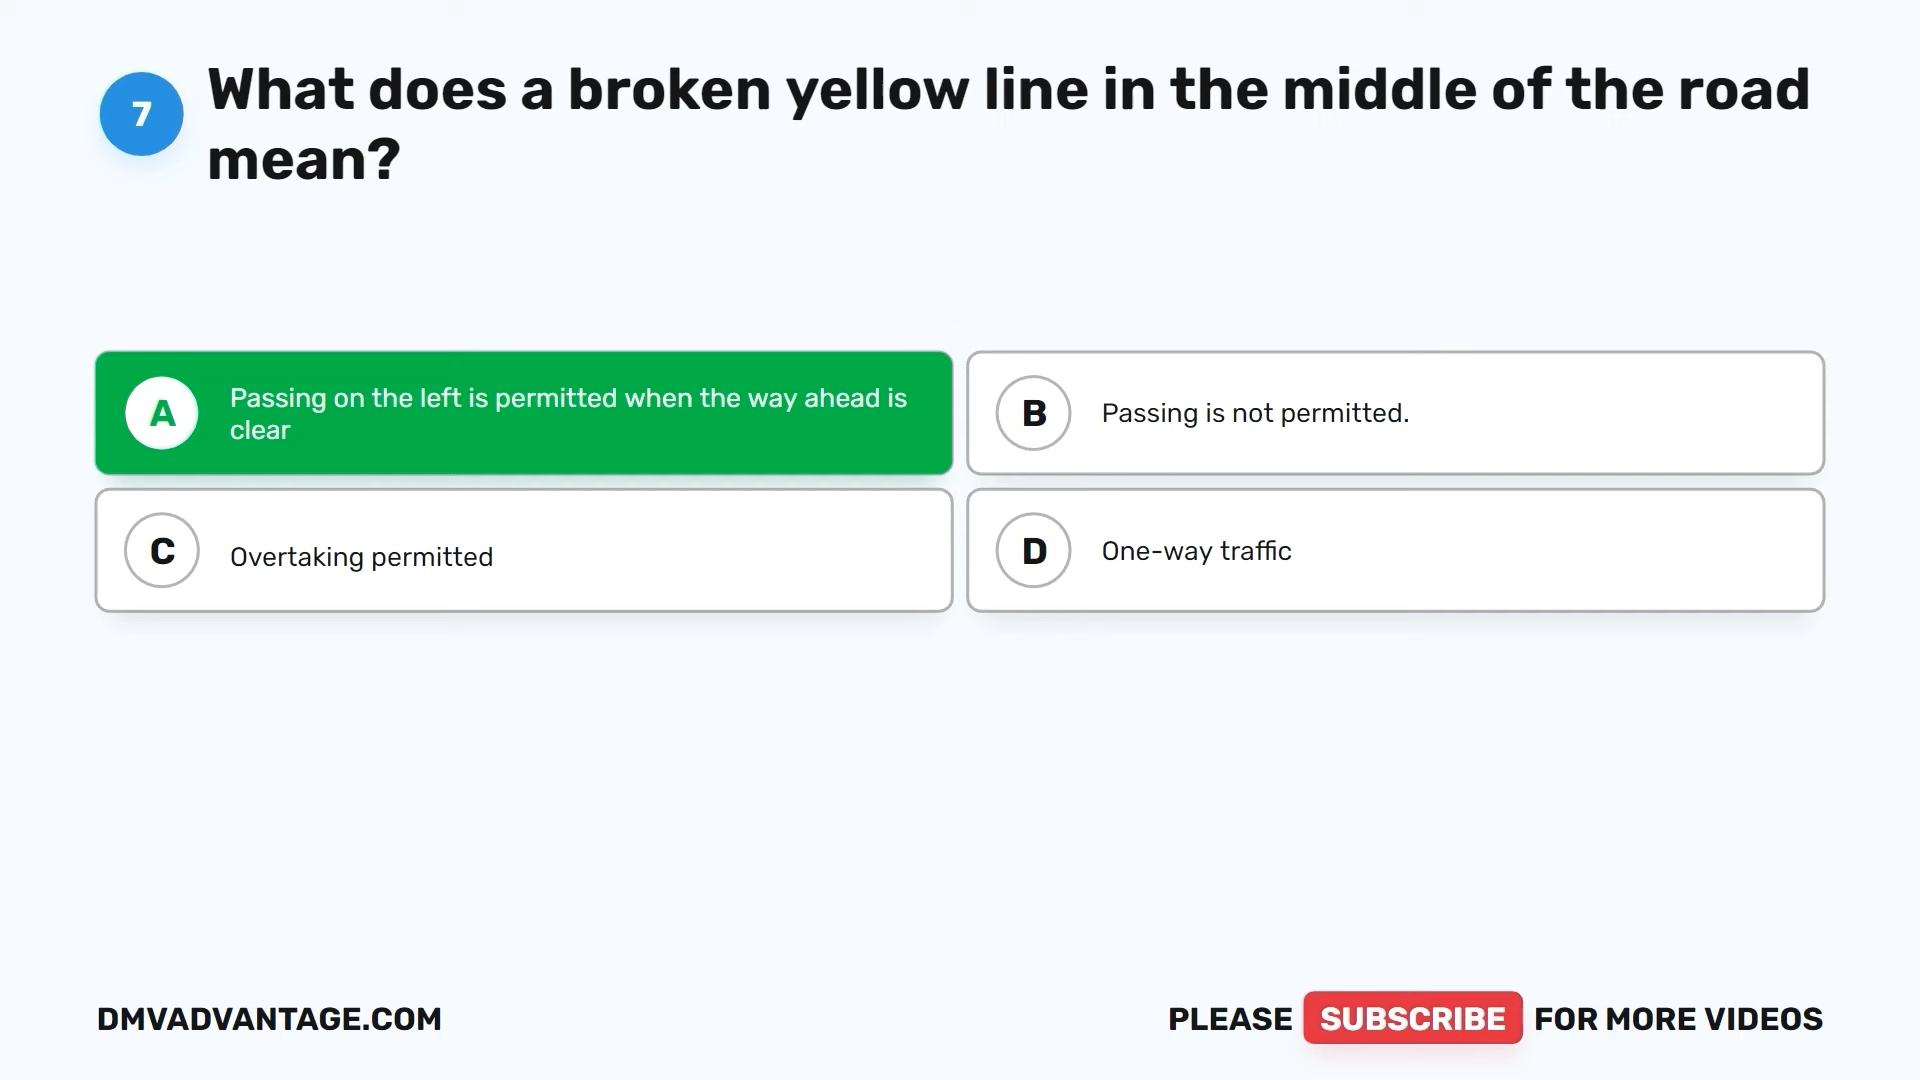 7
What does a broken yellow line in the middle of the road
mean?
A
Passing on the left is permitted when the way ahead is
clear
B
Passing is not permitted.
C
Overtaking permitted
D
One-way traffic
DMVADVANTAGE.COM
PLEASE SUBSCRIBE FOR MORE VIDEOS